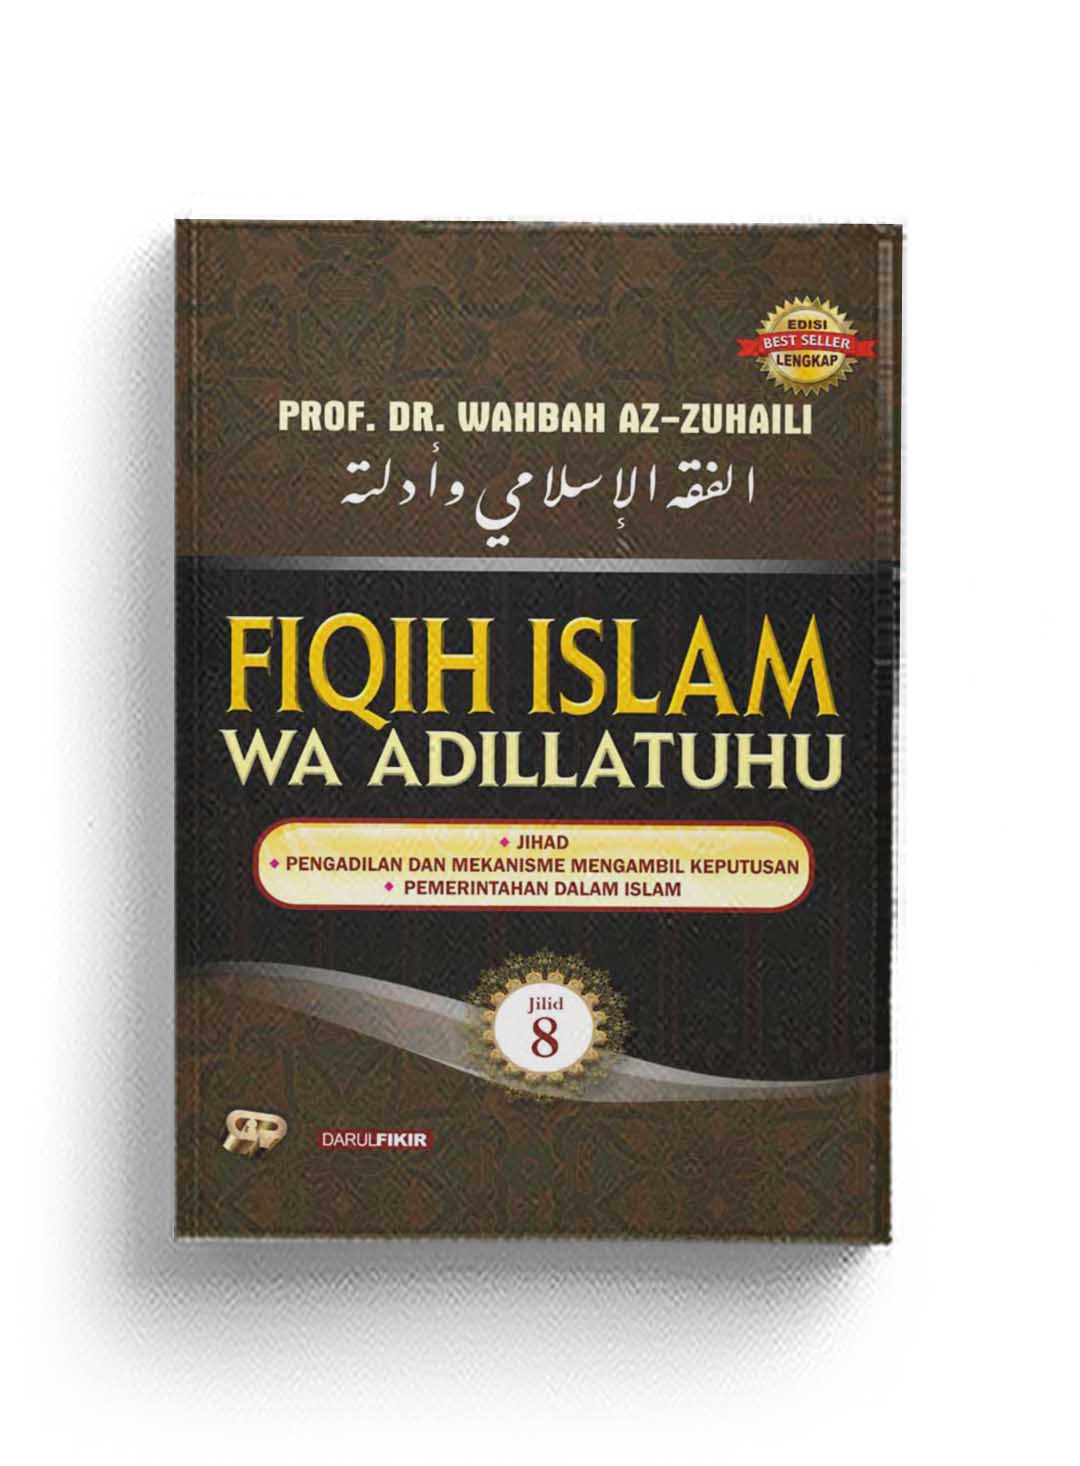 EDISI
BEST SELLER
LENGKAP
PROF. DR. WAHBAH AZ-ZUHAILI
الفقه الإسلامي وأدلته
FIQIH ISLAM
WA ADILLATUHU
JIHAD
PENGADILAN DAN MEKANISME MENGAMBIL KEPUTUSAN
PEMERINTAHAN DALAM ISLAM
Jilid
8
DARULFIKIR